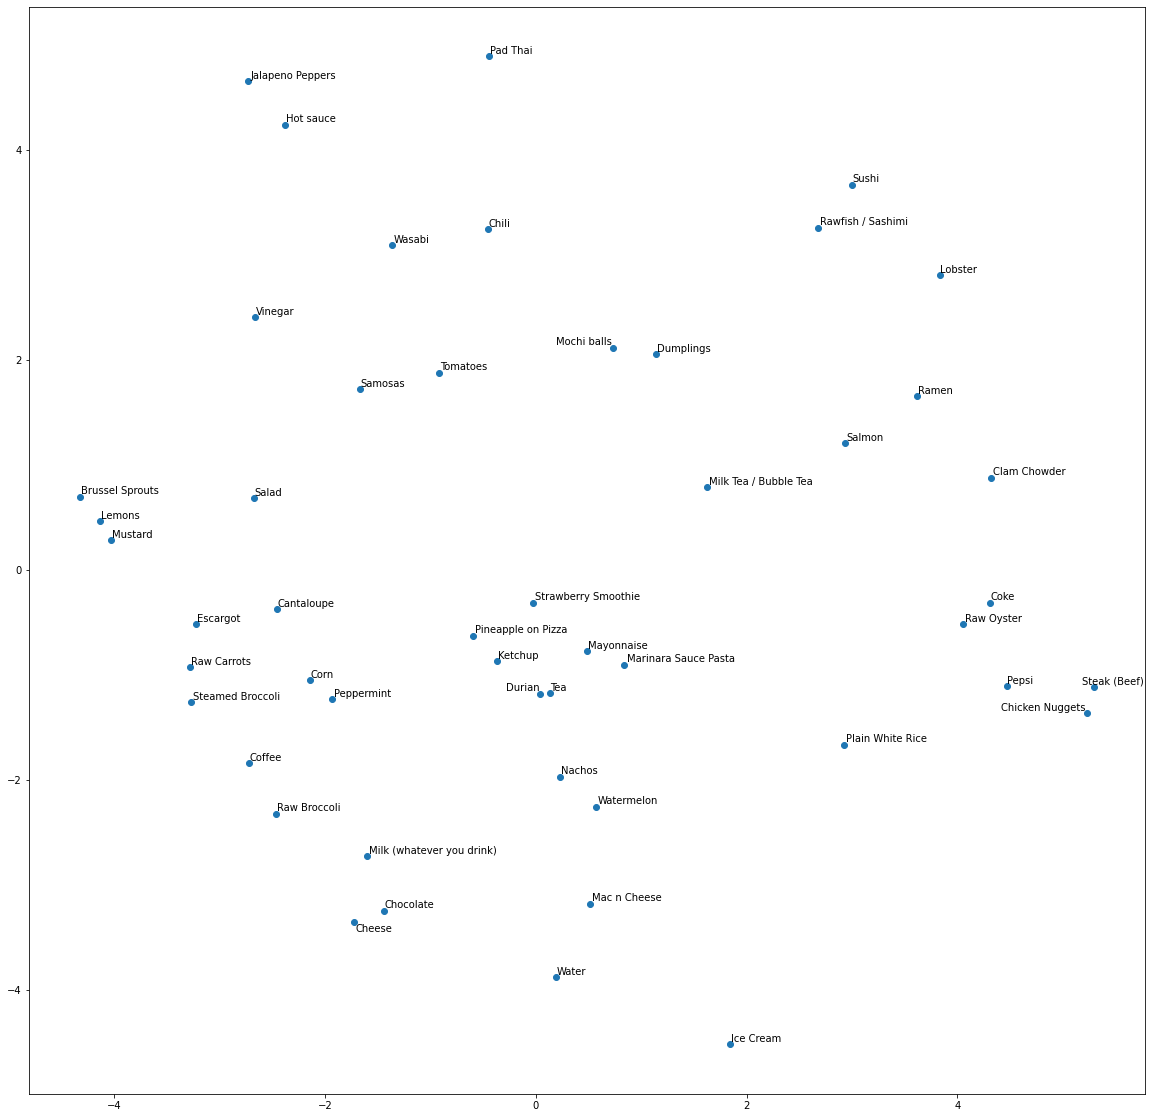 Pad Thai
Jalapeno Peppers
Hot sauce
4
Sushi
Rawfish / Sashimi
Chili
Wasabi
Lobster
Vinegar
Mochi balls
Dumplings
2
Tomatoes
Samosas
Ramen
Salmon
Clam Chowder
Milk Tea / Bubble Tea
Brussel Sprouts
Salad
Lemons
Mustard
0
Strawberry Smoothie
Coke
Cantaloupe
Escargot
Raw Oyster
Pineapple on Pizza
Mayonnaise
Ketchup
Marinara Sauce Pasta
Raw Carrots
Corn
Pepsi
Steak (Beef)
Durian
Tea
Peppermint
Steamed Broccoli
Chicken Nuggets
Plain White Rice
Coffee
Nachos
−2
Watermelon
Raw Broccoli
Milk (whatever you drink)
Mac n Cheese
Chocolate
Cheese
Water
−4
Ice Cream
−4
−2
0
2
4